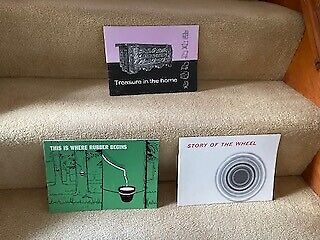 Treasure in the home
THIS IS WHERE RUBBER BEGINS
STORY OF THE WHEEL